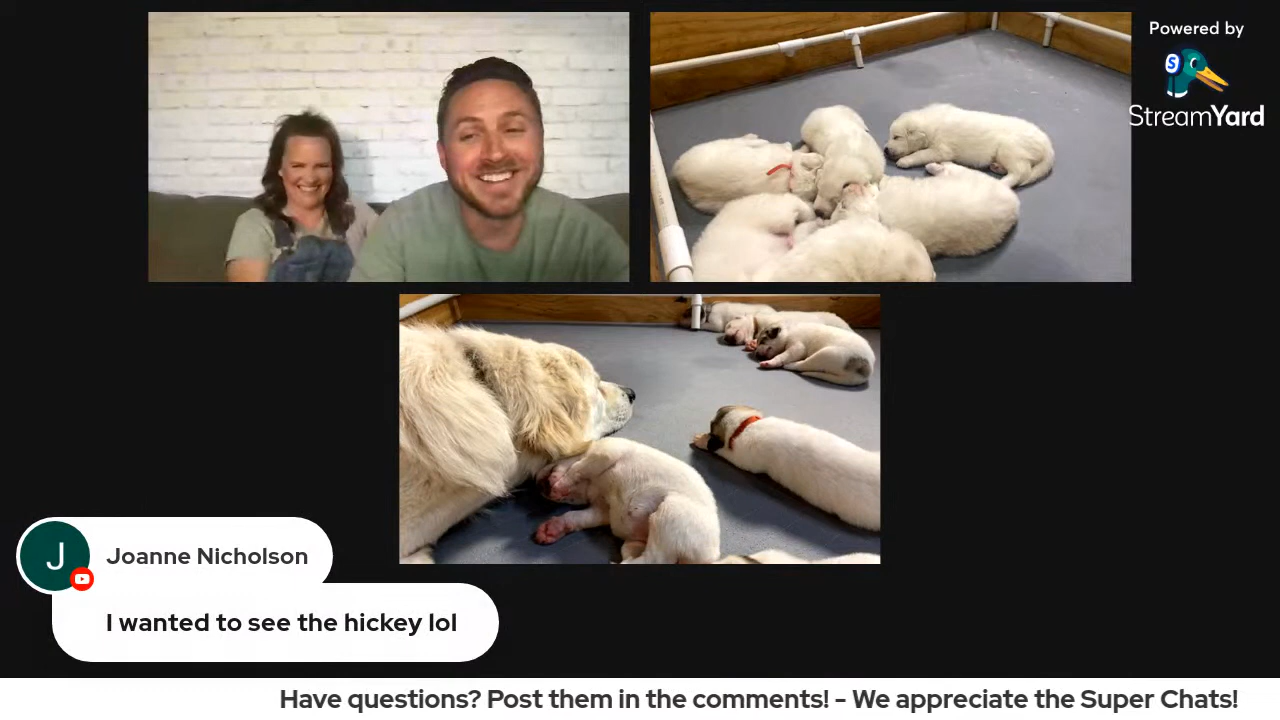 Powered by
S
StreamYard
J
Joanne Nicholson
I wanted to see the hickey lol
Have questions? Post them in the comments! - We appreciate the Super Chats!